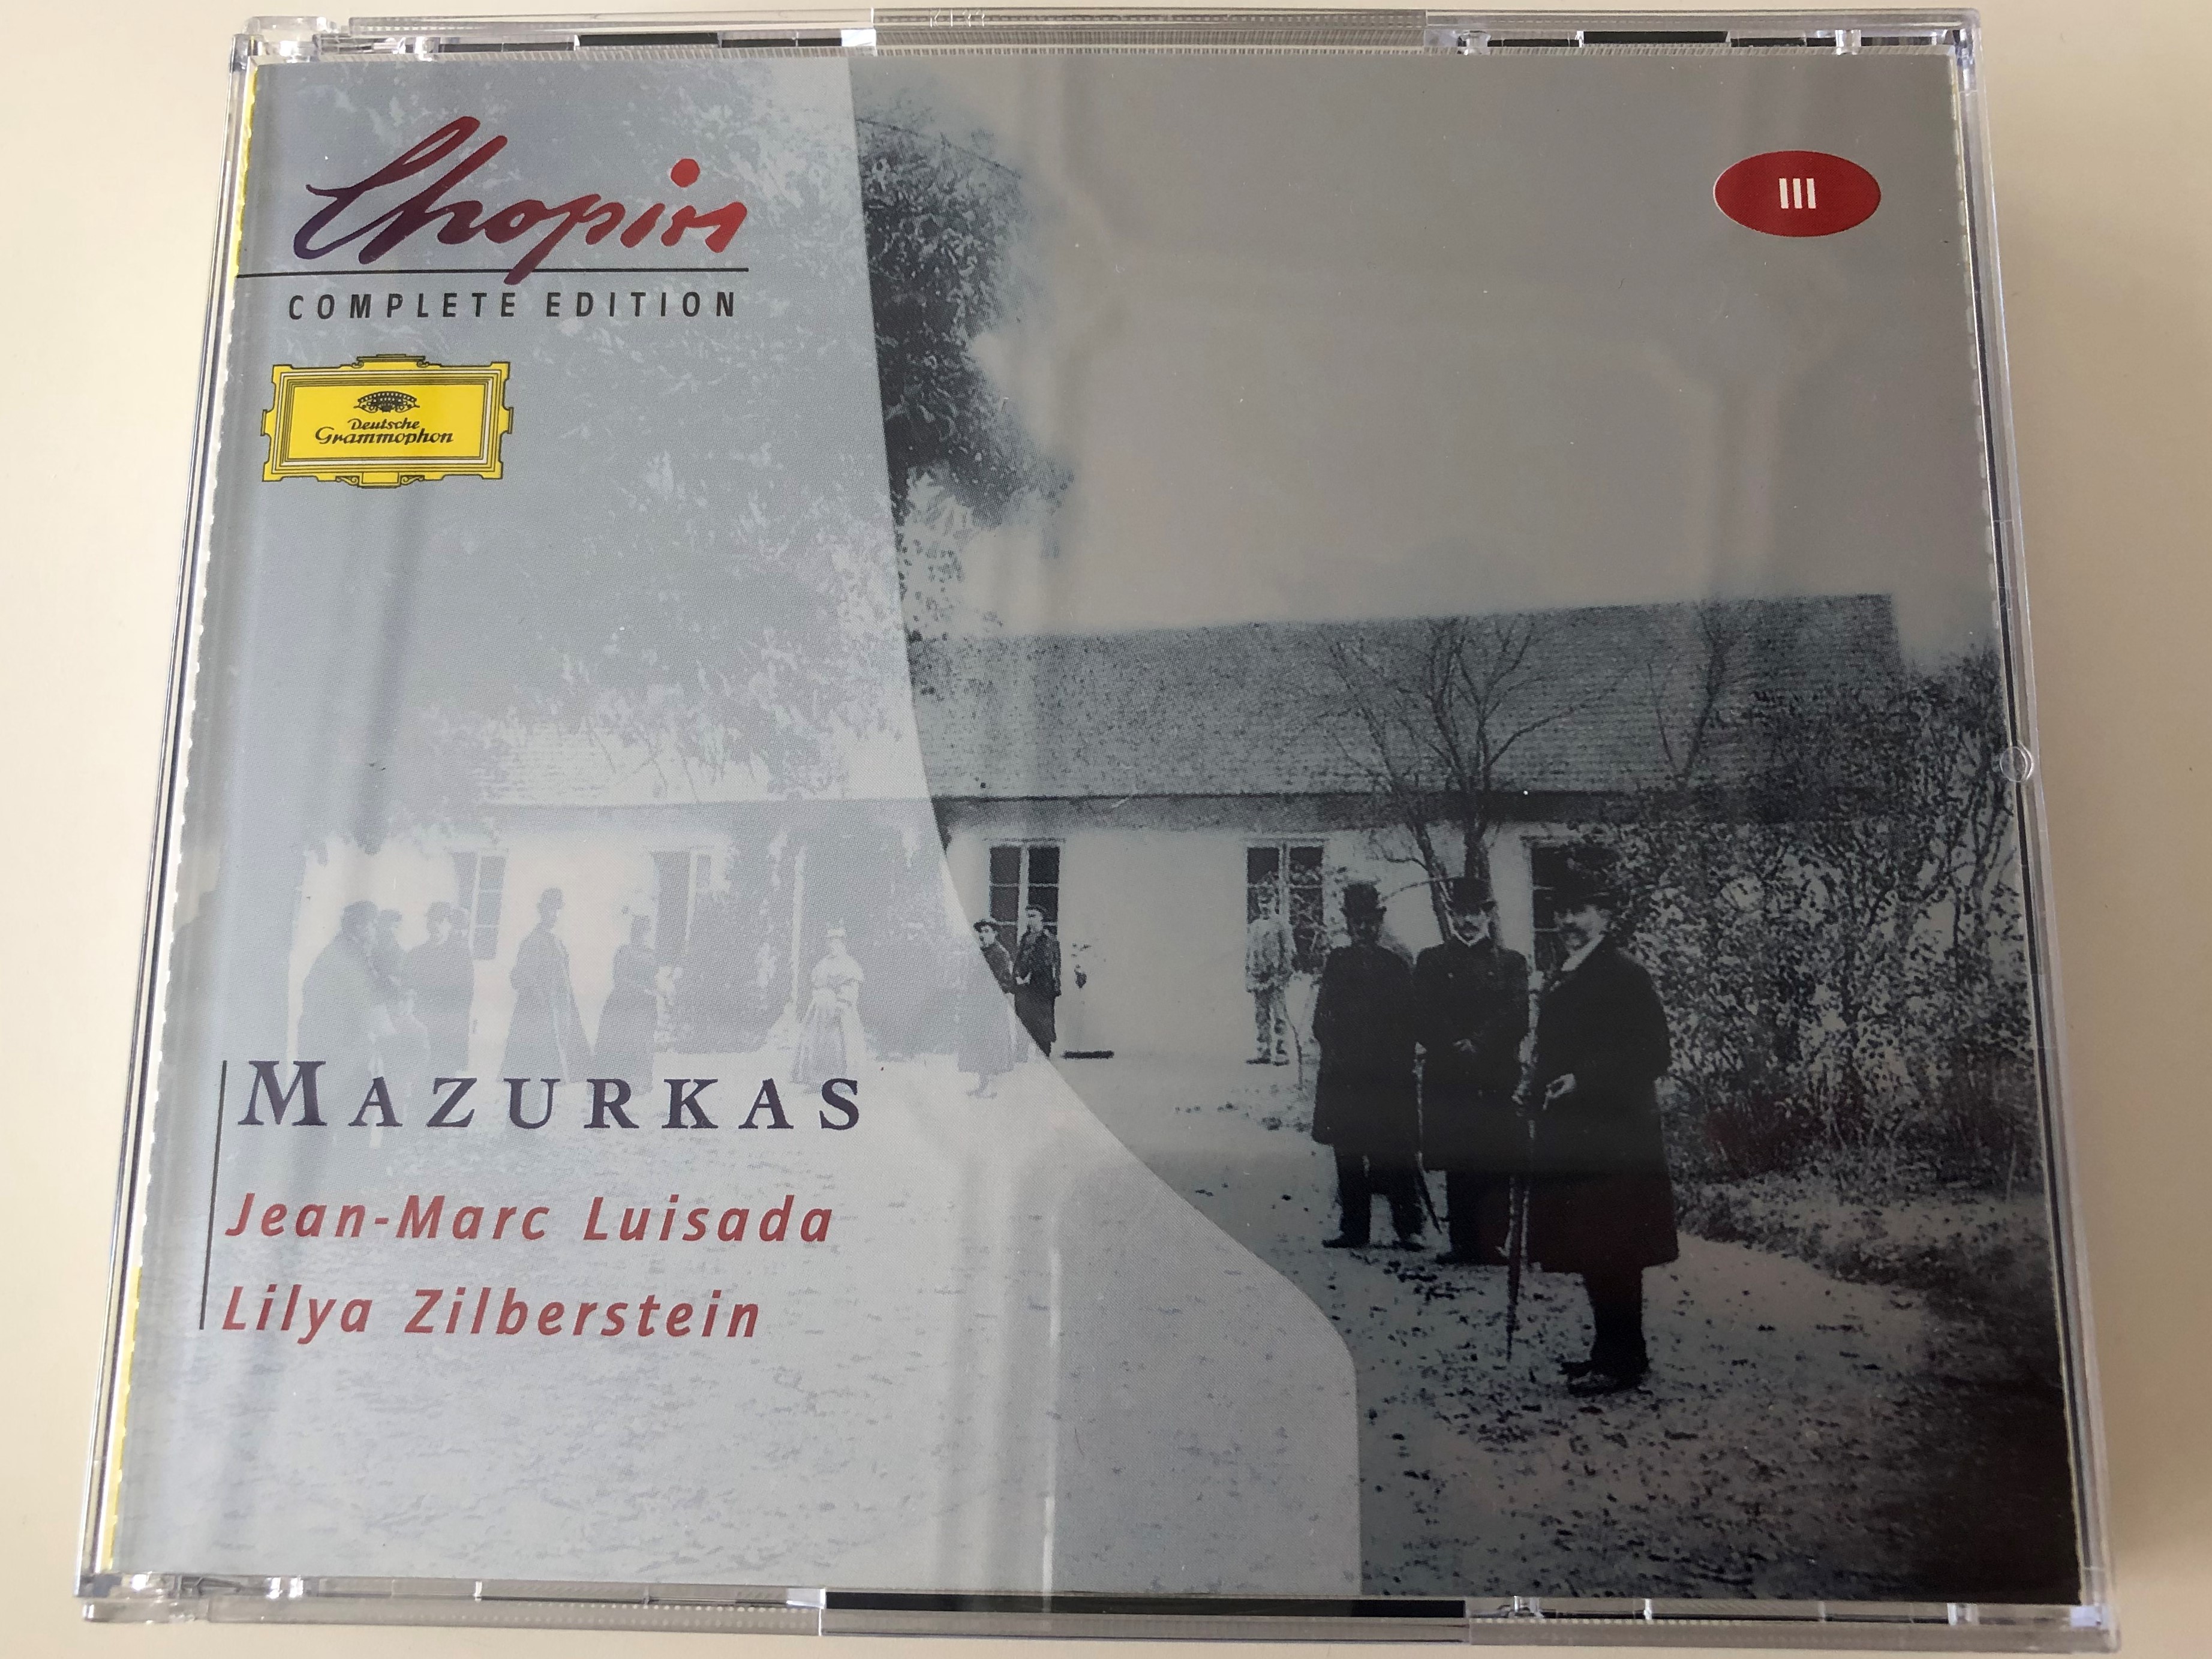 Chopin
COMPLETE EDITION
Deutsche
Grammophon
III
MAZURKAS
Jean-Marc Luisada
Lilya Zilberstein